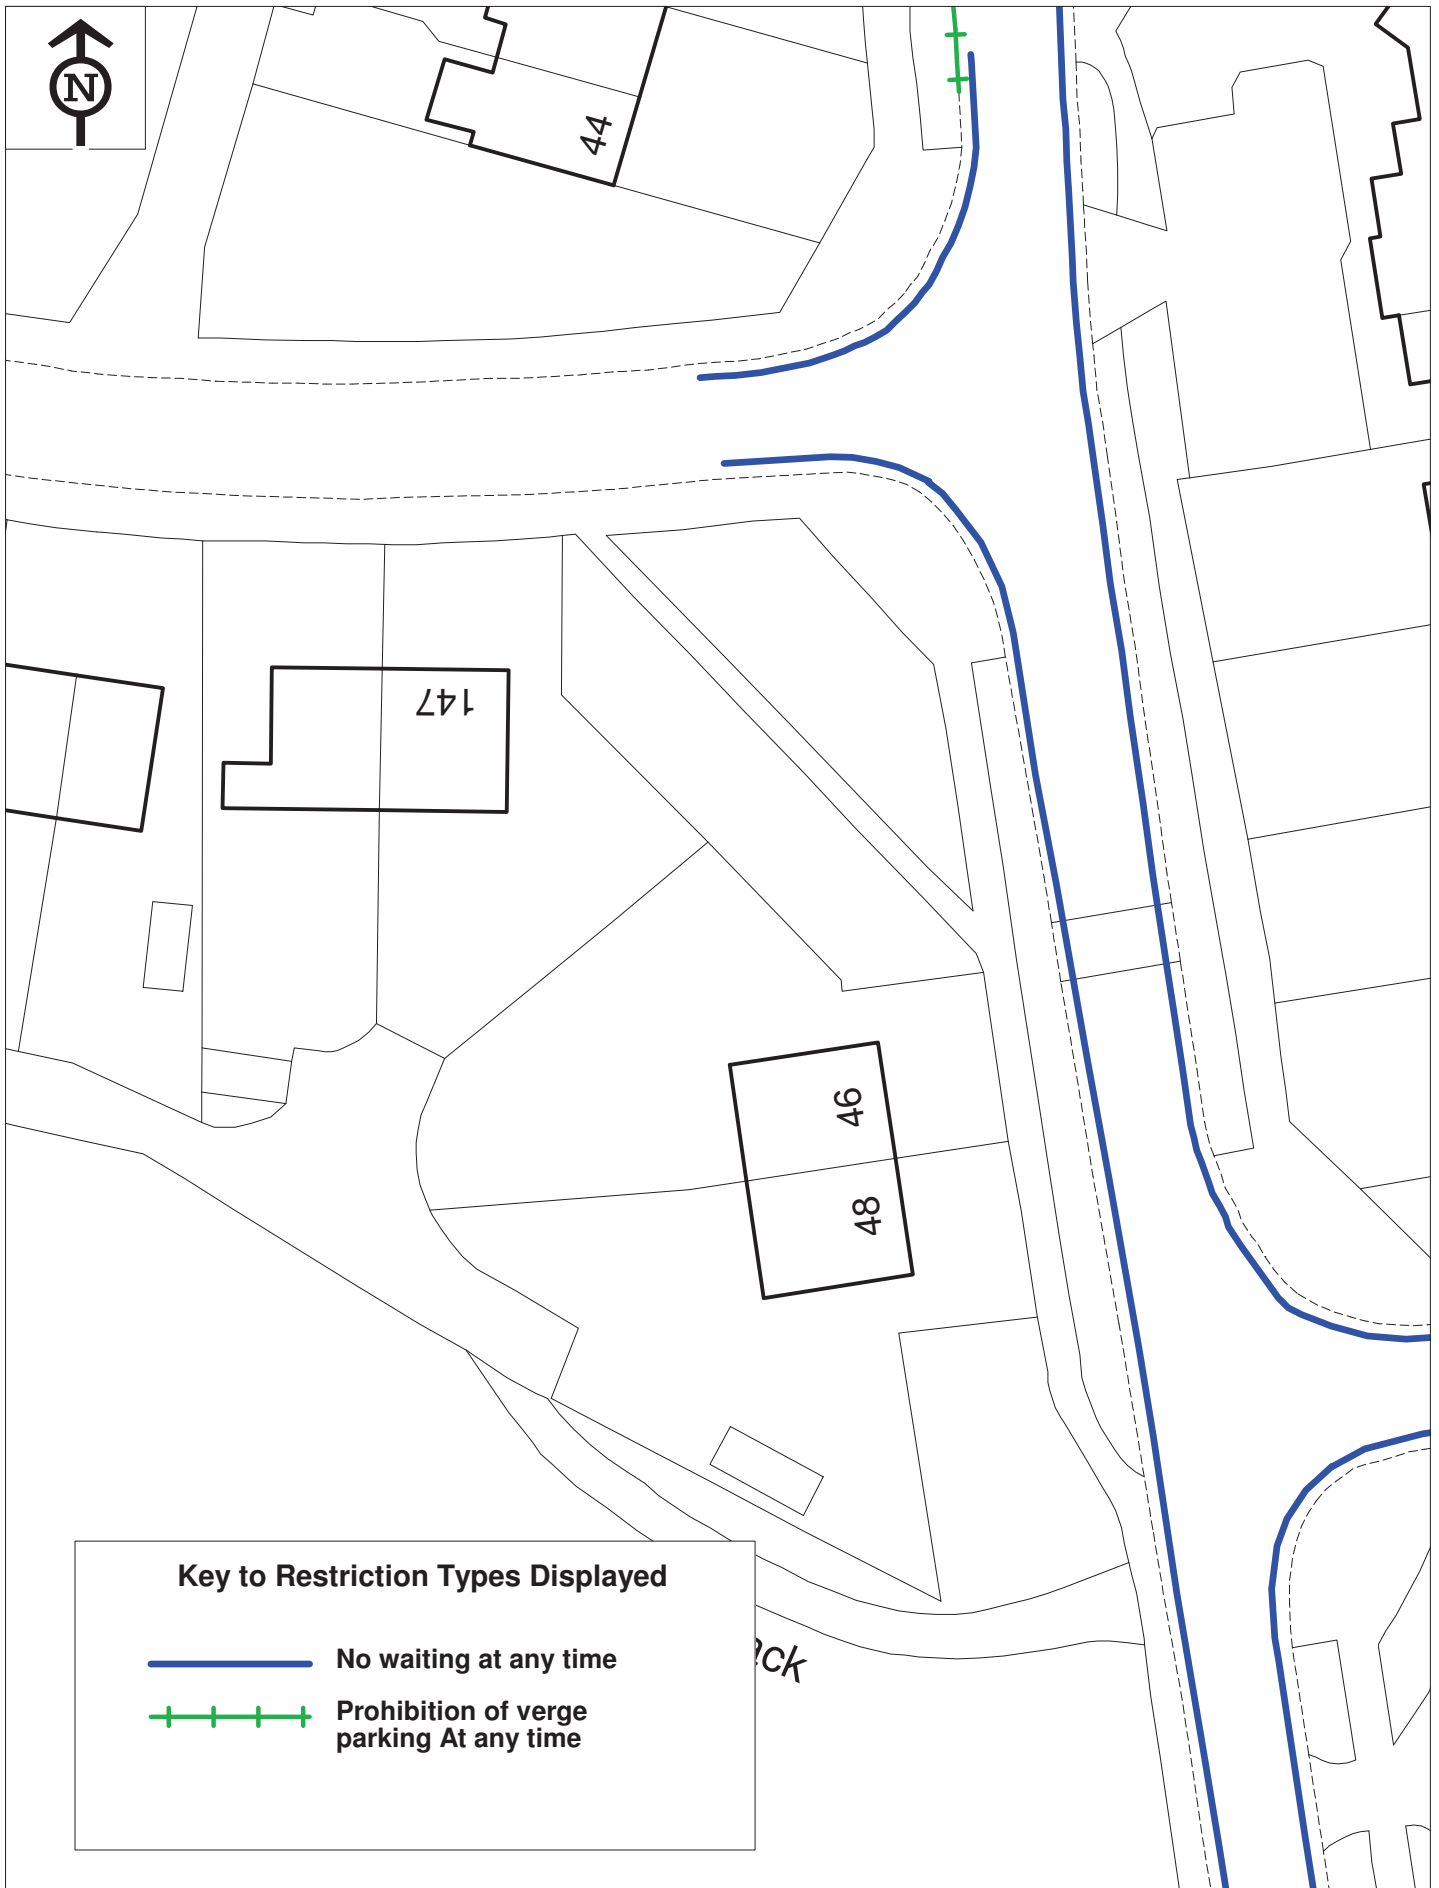 N
44
147
46
48
Key to Restriction Types Displayed
No waiting at any time
Prohibition of verge
parking At any time
ack